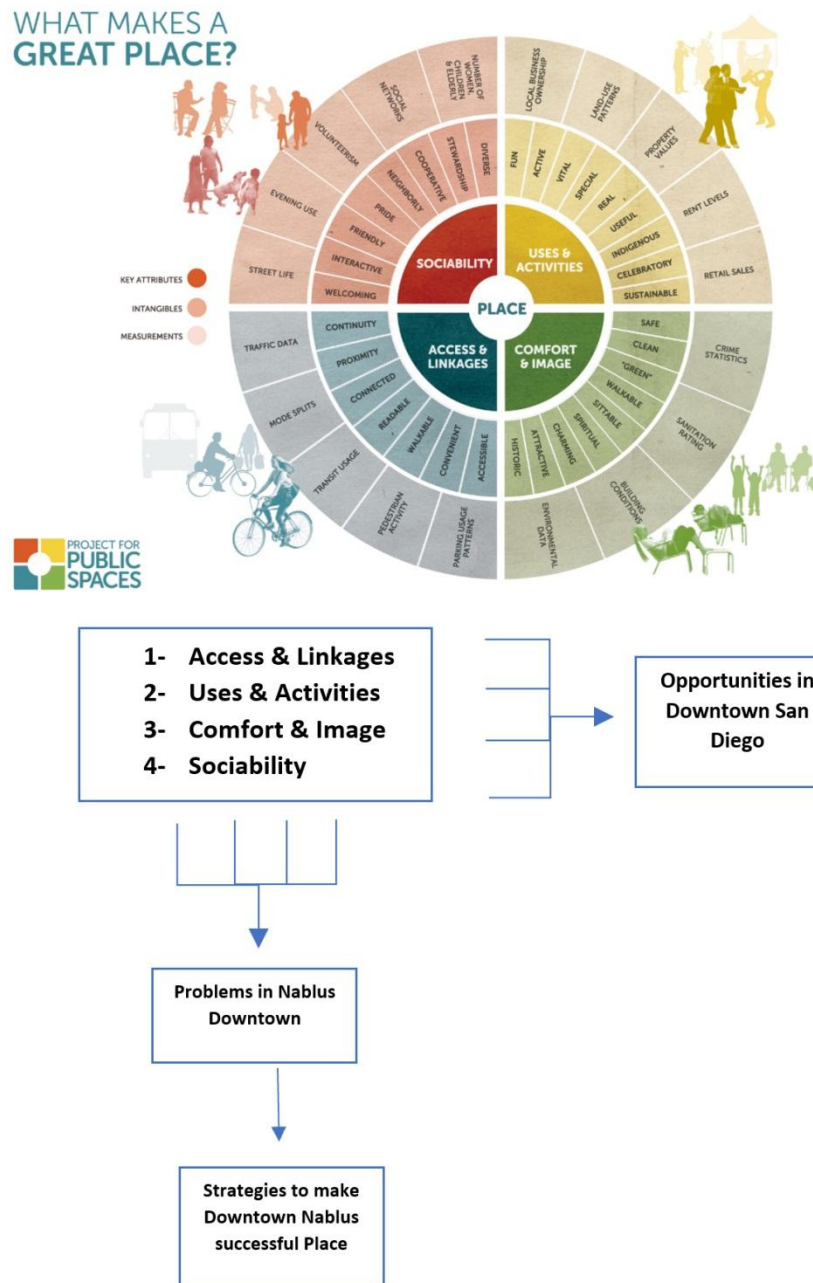 WHAT MAKES A
GREAT PLACE?
KEY ATTRIBUTES
INTANGIBLES
MEASUREMENTS
PLACE
SOCIABILITY
USES &
ACTIVITIES
ACCESS &
LINKAGES
COMFORT
& IMAGE
WELCOMING
INTERACTIVE
FRIENDLY
PRIDE
NEIGHBORLY
COOPERATIVE
STEWARDSHIP
DIVERSE
FUN
ACTIVE
VITAL
SPECIAL
REAL
USEFUL
INDIGENOUS
CELEBRATORY
SUSTAINABLE
SAFE
CLEAN
"GREEN"
WALKABLE
SITTABLE
SPIRITUAL
CHARMING
ATTRACTIVE
HISTORIC
ACCESSIBLE
CONVENIENT
WALKABLE
READABLE
CONNECTED
PROXIMITY
CONTINUITY
STREET LIFE
EVENING USE
VOLUNTEERISM
SOCIAL
NETWORKS
NUMBER OF
WOMEN,
CHILDREN
& ELDERLY
LOCAL BUSINESS
OWNERSHIP
LAND-USE
PATTERNS
PROPERTY
VALUES
RENT LEVELS
RETAIL SALES
CRIME
STATISTICS
SANITATION
RATING
BUILDING
CONDITIONS
ENVIRONMENTAL
DATA
PARKING USAGE
PATTERNS
PEDESTRIAN
ACTIVITY
TRANSIT USAGE
MODE SPLITS
TRAFFIC DATA
PROJECT FOR
PUBLIC
SPACES
1- Access & Linkages
2- Uses & Activities
3- Comfort & Image
4- Sociability
Opportunities in
Downtown San
Diego
Problems in Nablus
Downtown
Strategies to make
Downtown Nablus
successful Place